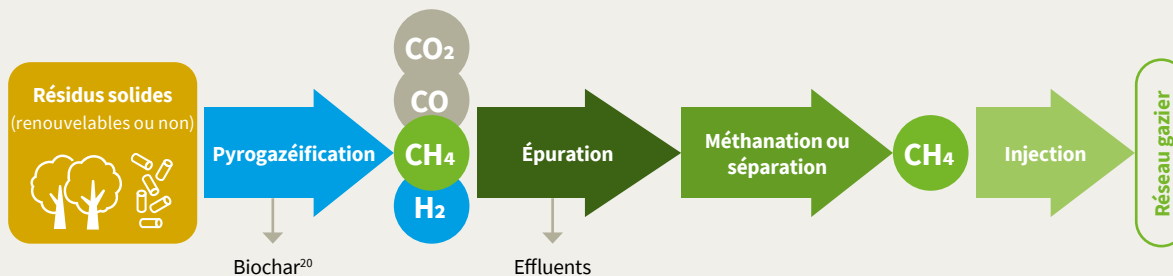 Résidus solides
(renouvelables ou non)
Pyrogazéification
Biochar²⁰
CO₂
CO
CH₄
H₂
Épuration
Effluents
Méthanation ou
séparation
CH₄
Injection
Réseau gazier